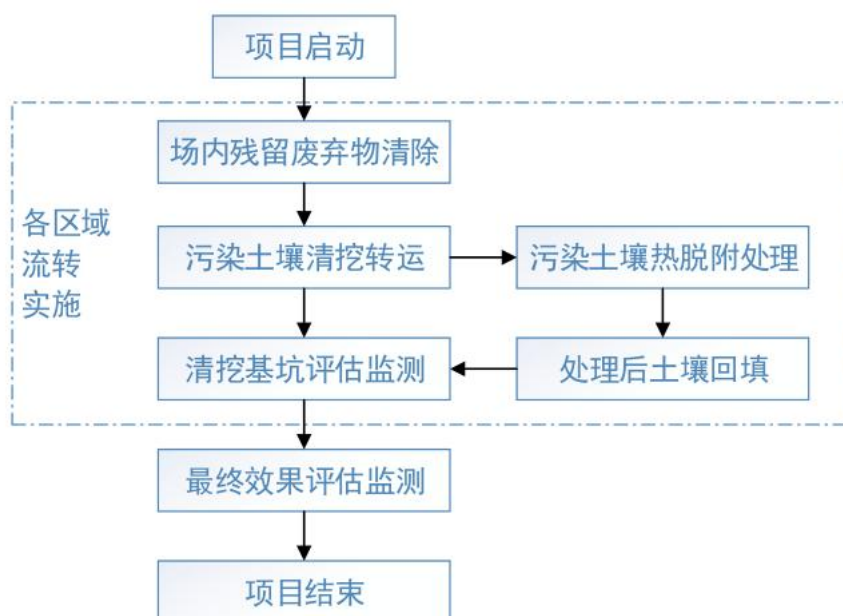 项目启动
场内残留废弃物清除
各区域
流转
实施
污染土壤清挖转运
污染土壤热脱附处理
清挖基坑评估监测
处理后土壤回填
最终效果评估监测
项目结束